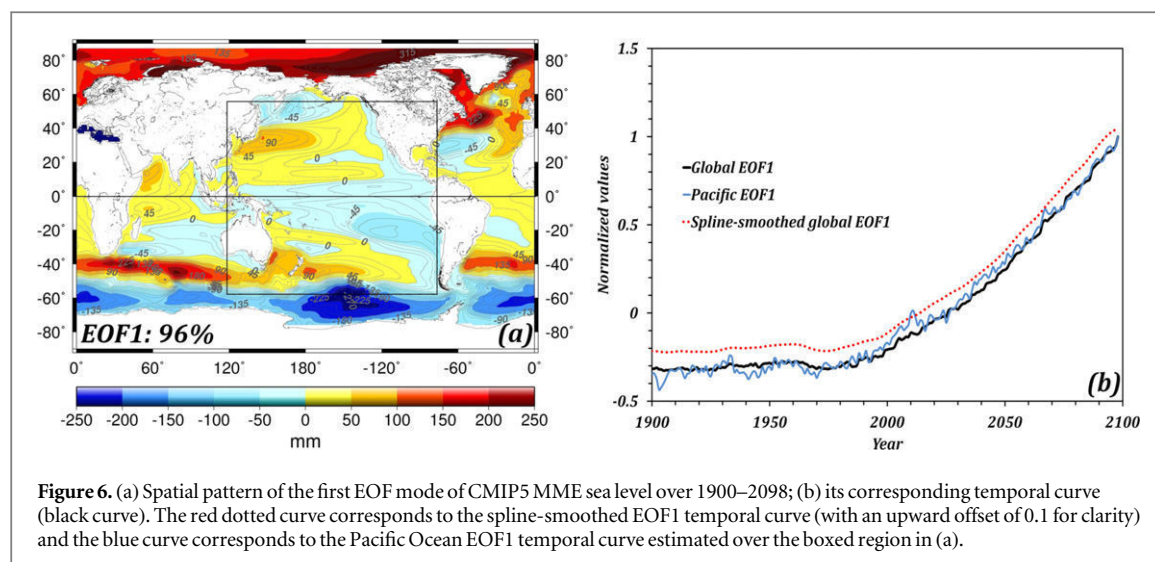 80°
60°
40°
20°
0°
-20°
-40°
-60°
-80°
80°
60°
40°
20°
0°
-20°
-40°
-60°
-80°
EOF1: 96%
(a)
0° 60° 120° 180° -120° -60° 0°
-250 -200 -150 -100 -50 0 50 100 150 200 250
mm
1.5
1
0.5
0
-0.5
Normalized values
Global EOF1
Pacific EOF1
Spline-smoothed global EOF1
(b)
1900 1950 2000 2050 2100
Year
Figure 6. (a) Spatial pattern of the first EOF mode of CMIP5 MME sea level over 1900–2098; (b) its corresponding temporal curve
(black curve). The red dotted curve corresponds to the spline-smoothed EOF1 temporal curve (with an upward offset of 0.1 for clarity)
and the blue curve corresponds to the Pacific Ocean EOF1 temporal curve estimated over the boxed region in (a).